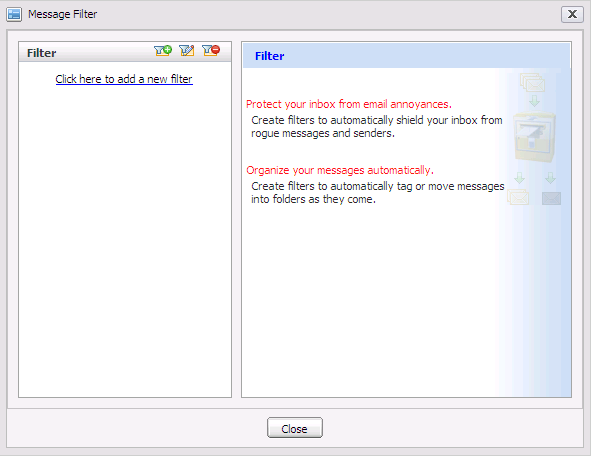 Message Filter
Filter
Click here to add a new filter
Filter
Protect your inbox from email annoyances.
Create filters to automatically shield your inbox from
rogue messages and senders.
Organize your messages automatically.
Create filters to automatically tag or move messages
into folders as they come.
Close